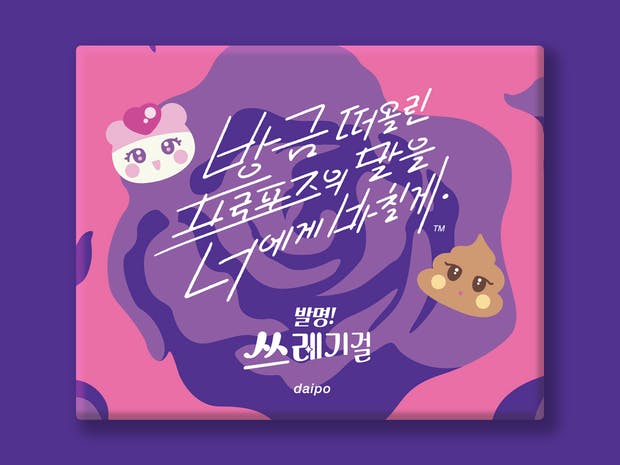 방금 떠올린
프로포즈의 말을
너에게 바칠게.
TM
발명!
쓰레기걸
daipo